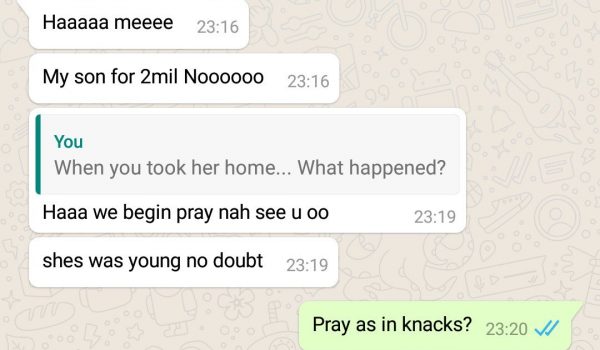 Haaaaa meeee 23:16
My son for 2mil Noooooo 23:16
You
When you took her home... What happened?
Haaa we begin pray nah see u oo 23:19
shes was young no doubt 23:19
Pray as in knacks? 23:20